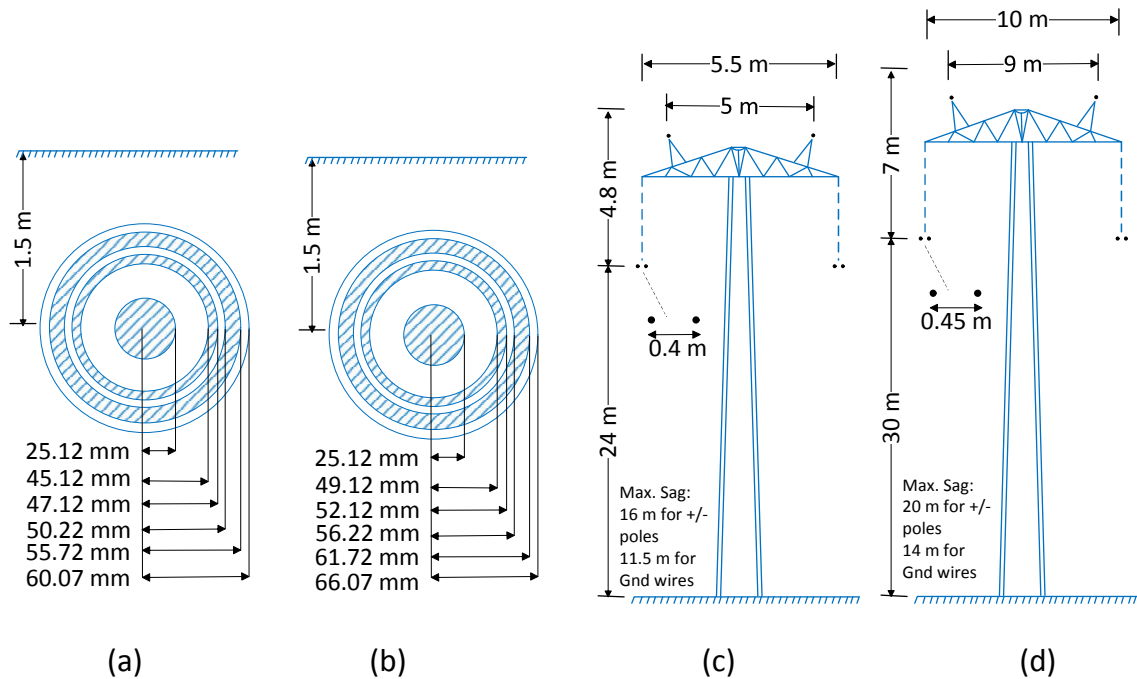 1.5 m
25.12 mm
45.12 mm
47.12 mm
50.22 mm
55.72 mm
60.07 mm
(a)
1.5 m
25.12 mm
49.12 mm
52.12 mm
56.22 mm
61.72 mm
66.07 mm
(b)
5.5 m
5 m
4.8 m
0.4 m
24 m
Max. Sag:
16 m for +/-
poles
11.5 m for
Gnd wires
(c)
10 m
9 m
7 m
0.45 m
30 m
Max. Sag:
20 m for +/-
poles
14 m for
Gnd wires
(d)